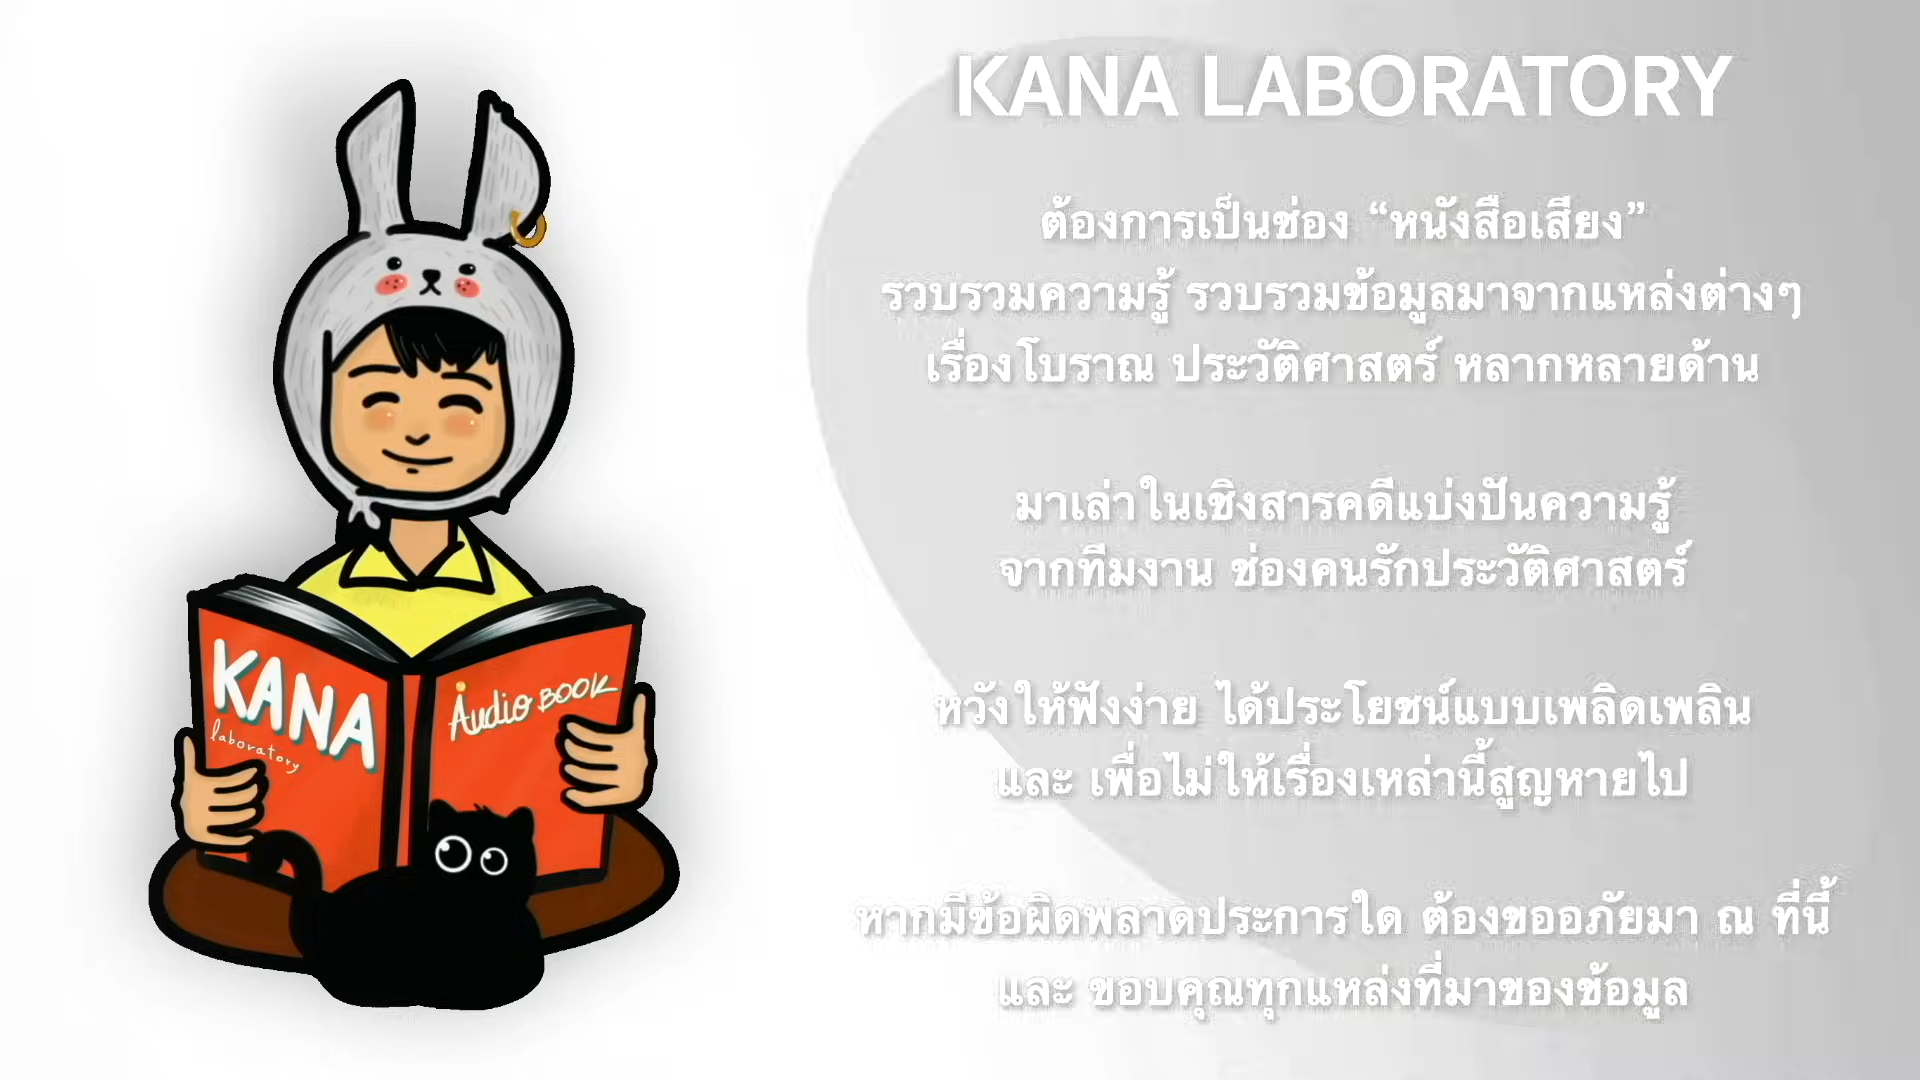 KANA LABORATORY
ต้องการเป็นช่อง “หนังสือเสียง”
รวบรวมความรู้ รวบรวมข้อมูลมาจากแหล่งต่างๆ
เรื่องโบราณ ประวัติศาสตร์ หลากหลายด้าน
มาเล่าในเชิงสารคดีแบ่งปันความรู้
จากทีมงาน ช่องคนรักประวัติศาสตร์
หวังให้ฟังง่าย ได้ประโยชน์แบบเพลิดเพลิน
และ เพื่อไม่ให้เรื่องเหล่านี้สูญหายไป
หากมีข้อผิดพลาดประการใด ต้องขออภัยมา ณ ที่นี้
และ ขอบคุณทุกแหล่งที่มาของข้อมูล
KANA
laboratory
Audio BOOK